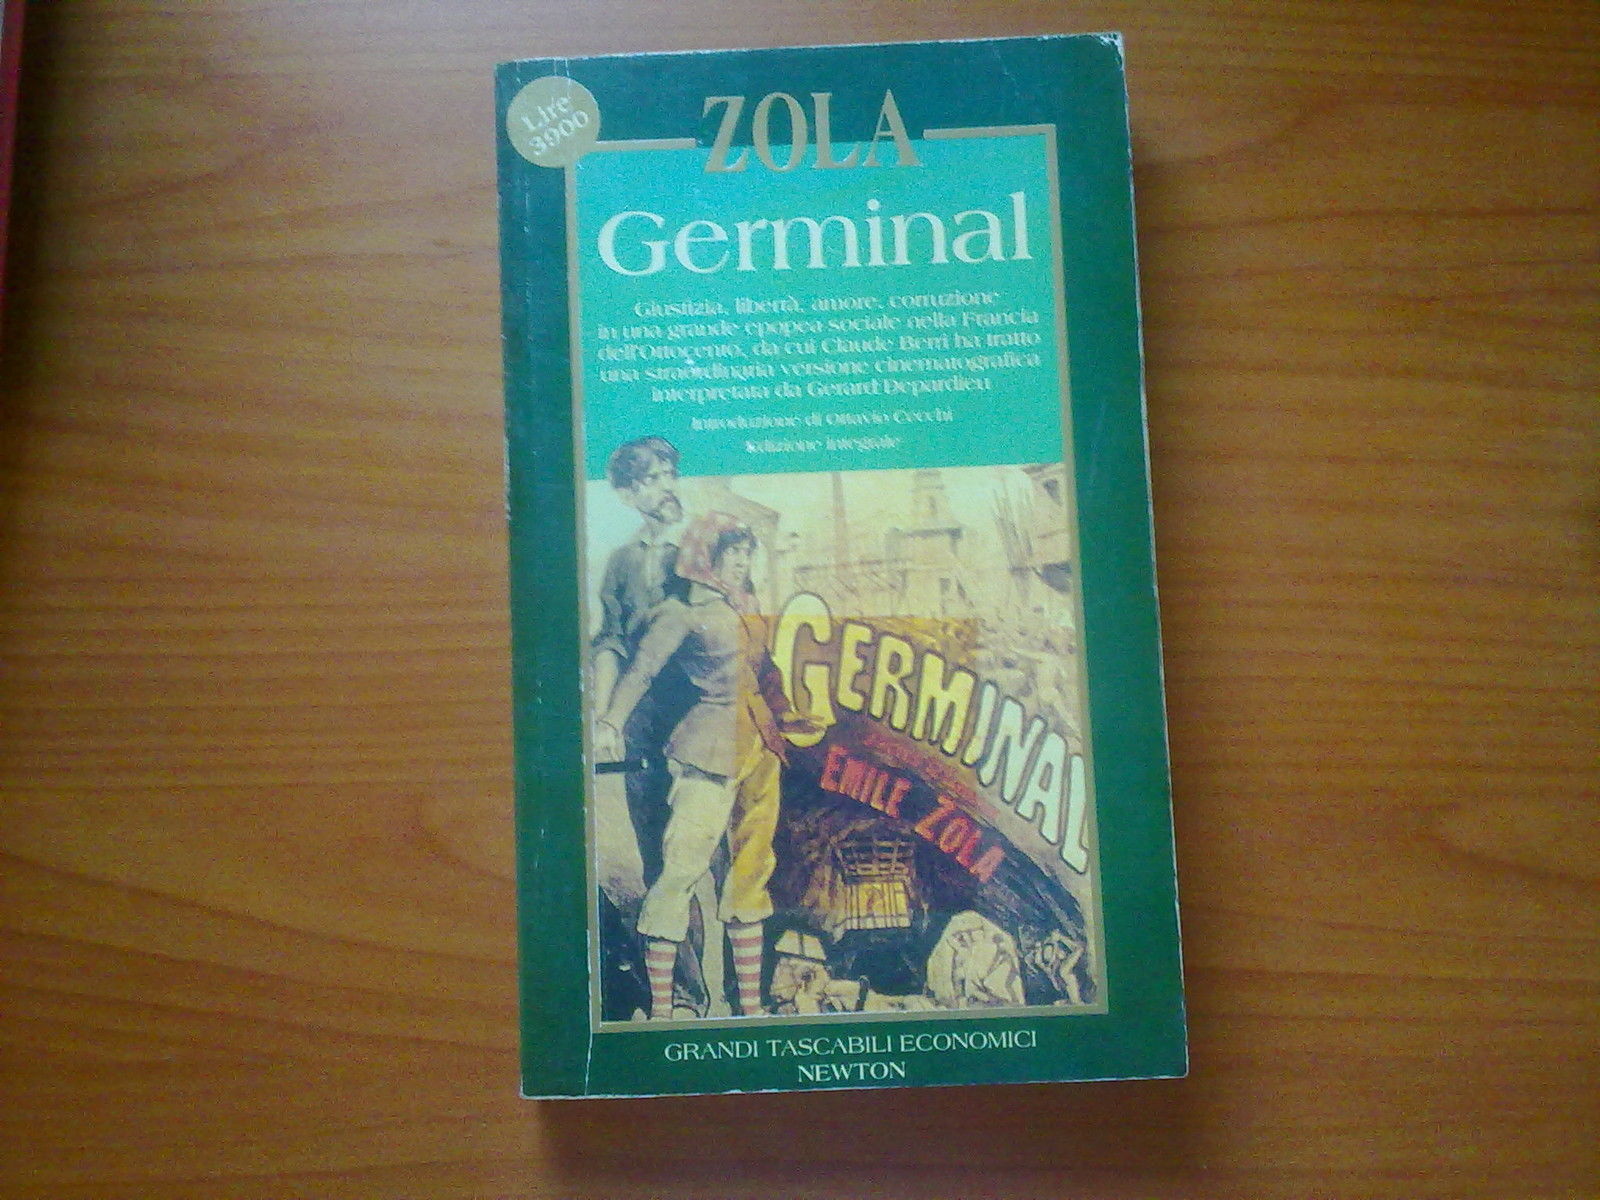 Lire
3900
ZOLA
Germinal
Giustizia, libertà, amore, corruzione
in una grande epopea sociale nella Francia
dell'Ottocento, da cui Claude Berri ha tratto
una straordinaria versione cinematografica
interpretata da Gerard Depardieu
Introduzione di Ottavio Cecchi
Edizione integrale
GERMINAL
EMILE ZOLA
GRANDI TASCABILI ECONOMICI
NEWTON